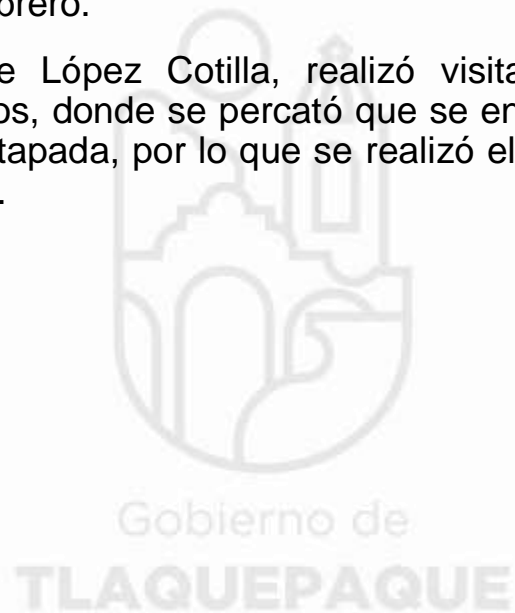 brero.
e López Cotilla, realizó visita
os, donde se percató que se en
tapada, por lo que se realizó el
.
Gobierno de
TLAQUEPAQUE